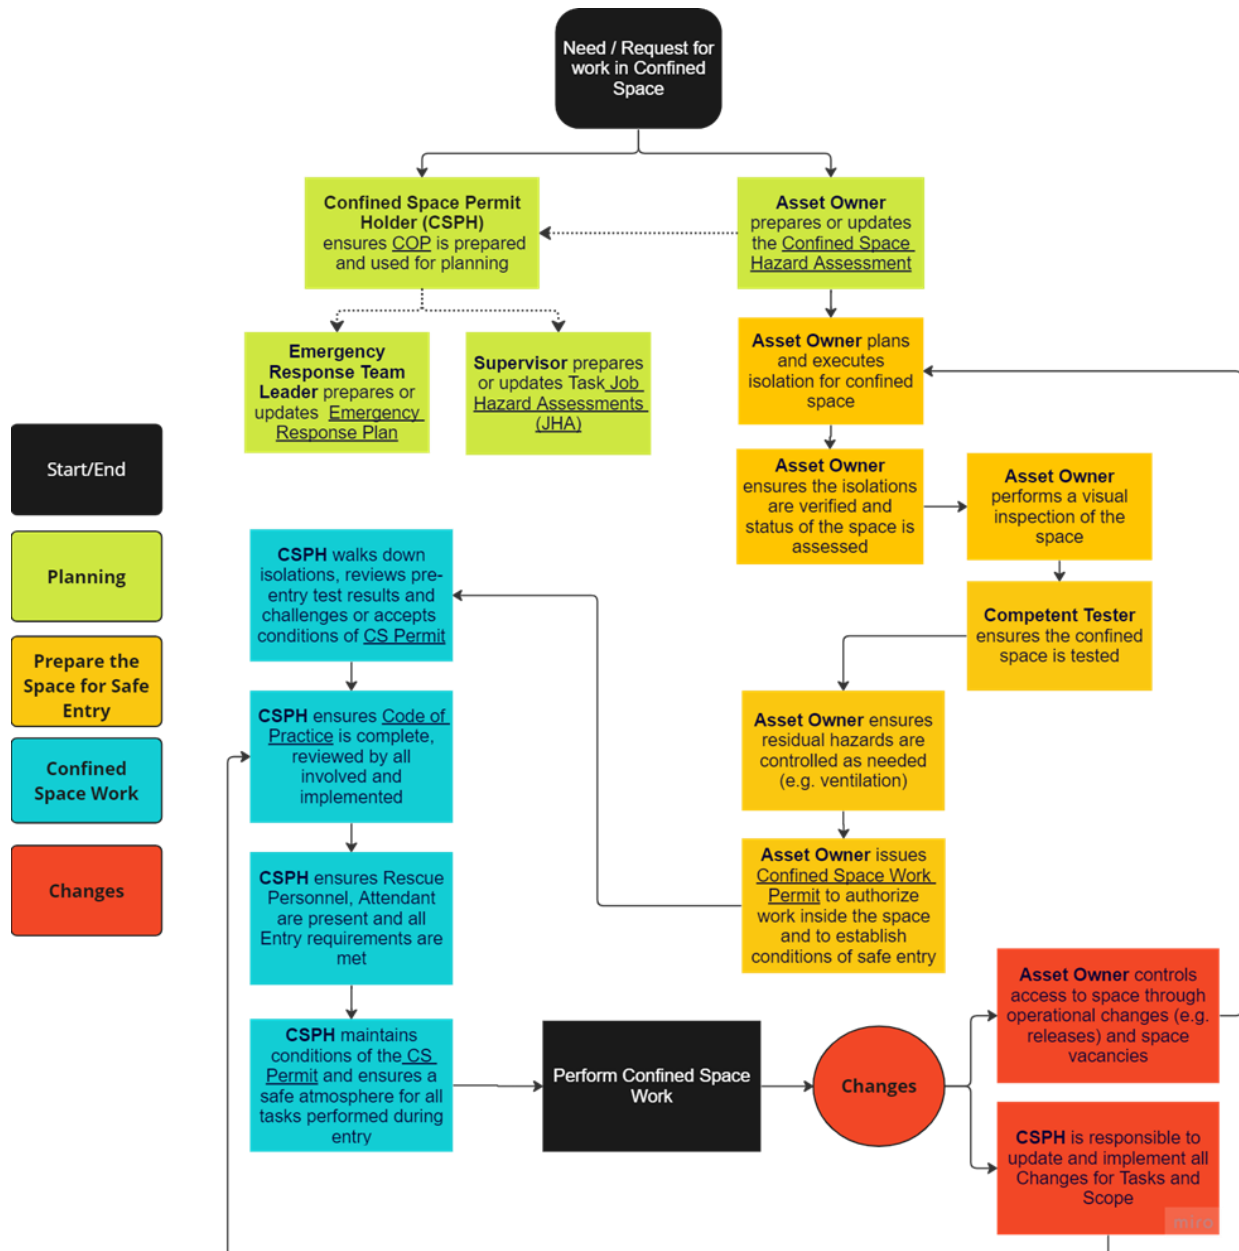 Need / Request for
work in Confined
Space
Confined Space Permit
Holder (CSPH)
ensures COP is prepared
and used for planning
Asset Owner
prepares or updates
the Confined Space
Hazard Assessment
Emergency
Response Team
Leader prepares or
updates Emergency
Response Plan
Supervisor prepares
or updates Task Job
Hazard Assessments
(JHA)
Asset Owner plans
and executes
isolation for confined
space
Asset Owner
ensures the isolations
are verified and
status of the space is
assessed
Asset Owner
performs a visual
inspection of the
space
Competent Tester
ensures the confined
space is tested
Asset Owner ensures
residual hazards are
controlled as needed
(e.g. ventilation)
Asset Owner issues
Confined Space Work
Permit to authorize
work inside the space
and to establish
conditions of safe entry
Start/End
Planning
Prepare the
Space for Safe
Entry
Confined
Space Work
Changes
CSPH walks down
isolations, reviews pre-
entry test results and
challenges or accepts
conditions of CS Permit
CSPH ensures Code of
Practice is complete,
reviewed by all
involved and
implemented
CSPH ensures Rescue
Personnel, Attendant
are present and all
Entry requirements are
met
CSPH maintains
conditions of the CS
Permit and ensures a
safe atmosphere for all
tasks performed during
entry
Perform Confined Space
Work
Changes
Asset Owner controls
access to space through
operational changes (e.g.
releases) and space
vacancies
CSPH is responsible to
update and implement all
Changes for Tasks and
Scope
miro